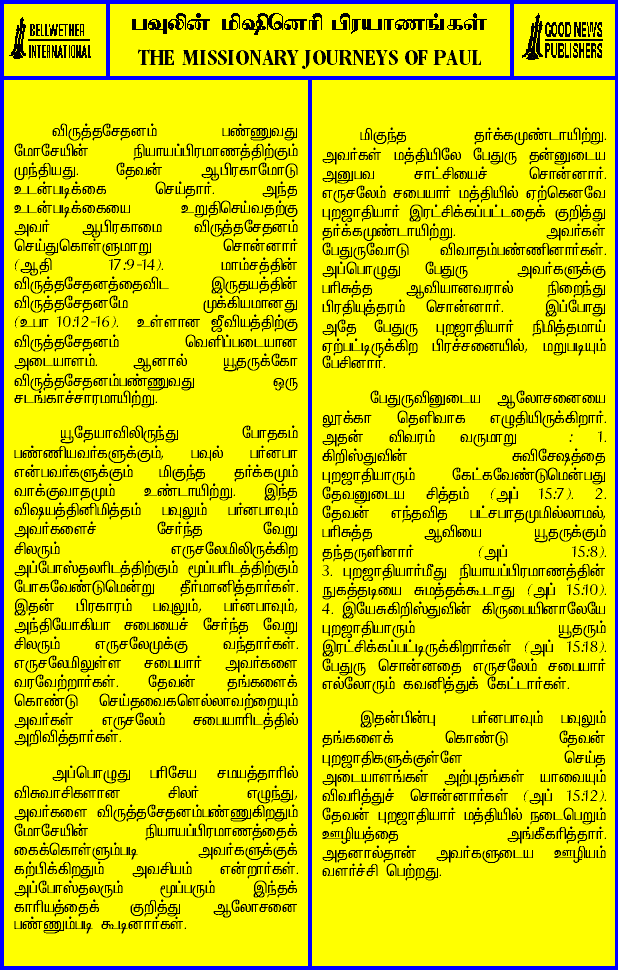 BELLWETHER
INTERNATIONAL
பவுலின் மிஷினெரி பிரயாணங்கள்
THE MISSIONARY JOURNEYS OF PAUL
GOOD NEWS
PUBLISHERS
விருத்தசேதனம் பண்ணுவது
மோசேயின் நியாயப்பிரமாணத்திற்கும்
முந்தியது. தேவன் ஆபிரகாமோடு
உடன்படிக்கை செய்தார். அந்த
உடன்படிக்கையை உறுதிசெய்வதற்கு
அவர் ஆபிரகாமை விருத்தசேதனம்
செய்துகொள்ளுமாறு சொன்னார்
(ஆதி 17:9-14). மாம்சத்தின்
விருத்தசேதனத்தைவிட இருதயத்தின்
விருத்தசேதனமே முக்கியமானது
(உபா 10:12-16). உள்ளான ஜீவியத்திற்கு
விருத்தசேதனம் வெளிப்படையான
அடையாளம். ஆனால் யூதருக்கோ
விருத்தசேதனம்பண்ணுவது ஒரு
சடங்காச்சாரமாயிற்று.
யூதேயாவிலிருந்து போதகம்
பண்ணியவர்களுக்கும், பவுல் பர்னபா
என்பவர்களுக்கும் மிகுந்த தர்க்கமும்
வாக்குவாதமும் உண்டாயிற்று. இந்த
விஷயத்தினிமித்தம் பவுலும் பர்னபாவும்
அவர்களைச் சேர்ந்த வேறு
சிலரும் எருசலேமிலிருக்கிற
அப்போஸ்தலரிடத்திற்கும் மூப்பரிடத்திற்கும்
போகவேண்டுமென்று தீர்மானித்தார்கள்.
இதன் பிரகாரம் பவுலும், பர்னபாவும்,
அந்தியோகியா சபையைச் சேர்ந்த வேறு
சிலரும் எருசலேமுக்கு வந்தார்கள்.
எருசலேமிலுள்ள சபையார் அவர்களை
வரவேற்றார்கள். தேவன் தங்களைக்
கொண்டு செய்தவைகளெல்லாவற்றையும்
அவர்கள் எருசலேம் சபையாரிடத்தில்
அறிவித்தார்கள்.
அப்பொழுது பரிசேய சமயத்தாரில்
விசுவாசிகளான சிலர் எழுந்து,
அவர்களை விருத்தசேதனம்பண்ணுகிறதும்
மோசேயின் நியாயப்பிரமாணத்தைக்
கைக்கொள்ளும்படி அவர்களுக்குக்
கற்பிக்கிறதும் அவசியம் என்றார்கள்.
அப்போஸ்தலரும் மூப்பரும் இந்தக்
காரியத்தைக் குறித்து ஆலோசனை
பண்ணும்படி கூடினார்கள்.
மிகுந்த தர்க்கமுண்டாயிற்று.
அவர்கள் மத்தியிலே பேதுரு தன்னுடைய
அனுபவ சாட்சியைச் சொன்னார்.
எருசலேம் சபையார் மத்தியில் ஏற்கெனவே
புறஜாதியார் இரட்சிக்கப்பட்டதைக் குறித்து
தர்க்கமுண்டாயிற்று. அவர்கள்
பேதுருவோடு விவாதம்பண்ணினார்கள்.
அப்பொழுது பேதுரு அவர்களுக்கு
பரிசுத்த ஆவியானவரால் நிறைந்து
பிரதியுத்தரம் சொன்னார். இப்போது
அதே பேதுரு புறஜாதியார் நிமித்தமாய்
ஏற்பட்டிருக்கிற பிரச்சனையில், மறுபடியும்
பேசினார்.
பேதுருவினுடைய ஆலோசனையை
லூக்கா தெளிவாக எழுதியிருக்கிறார்.
அதன் விவரம் வருமாறு : 1.
கிறிஸ்துவின் சுவிசேஷத்தை
புறஜாதியாரும் கேட்கவேண்டுமென்பது
தேவனுடைய சித்தம் (அப் 15:7). 2.
தேவன் எந்தவித பட்சபாதமுமில்லாமல்,
பரிசுத்த ஆவியை யூதருக்கும்
தந்தருளினார் (அப் 15:8).
3. புறஜாதியார்மீது நியாயப்பிரமாணத்தின்
நுகத்தடியை சுமத்தக்கூடாது (அப் 15:10).
4. இயேசுகிறிஸ்துவின் கிருபையினாலேயே
புறஜாதியாரும் யூதரும்
இரட்சிக்கப்பட்டிருக்கிறார்கள் (அப் 15:18).
பேதுரு சொன்னதை எருசலேம் சபையார்
எல்லோரும் கவனித்துக் கேட்டார்கள்.
இதன்பின்பு பர்னபாவும் பவுலும்
தங்களைக் கொண்டு தேவன்
புறஜாதிகளுக்குள்ளே செய்த
அடையாளங்கள் அற்புதங்கள் யாவையும்
விவரித்துச் சொன்னார்கள் (அப் 15:12).
தேவன் புறஜாதியார் மத்தியில் நடைபெறும்
ஊழியத்தை அங்கீகரித்தார்.
அதனால்தான் அவர்களுடைய ஊழியம்
வளர்ச்சி பெற்றது.